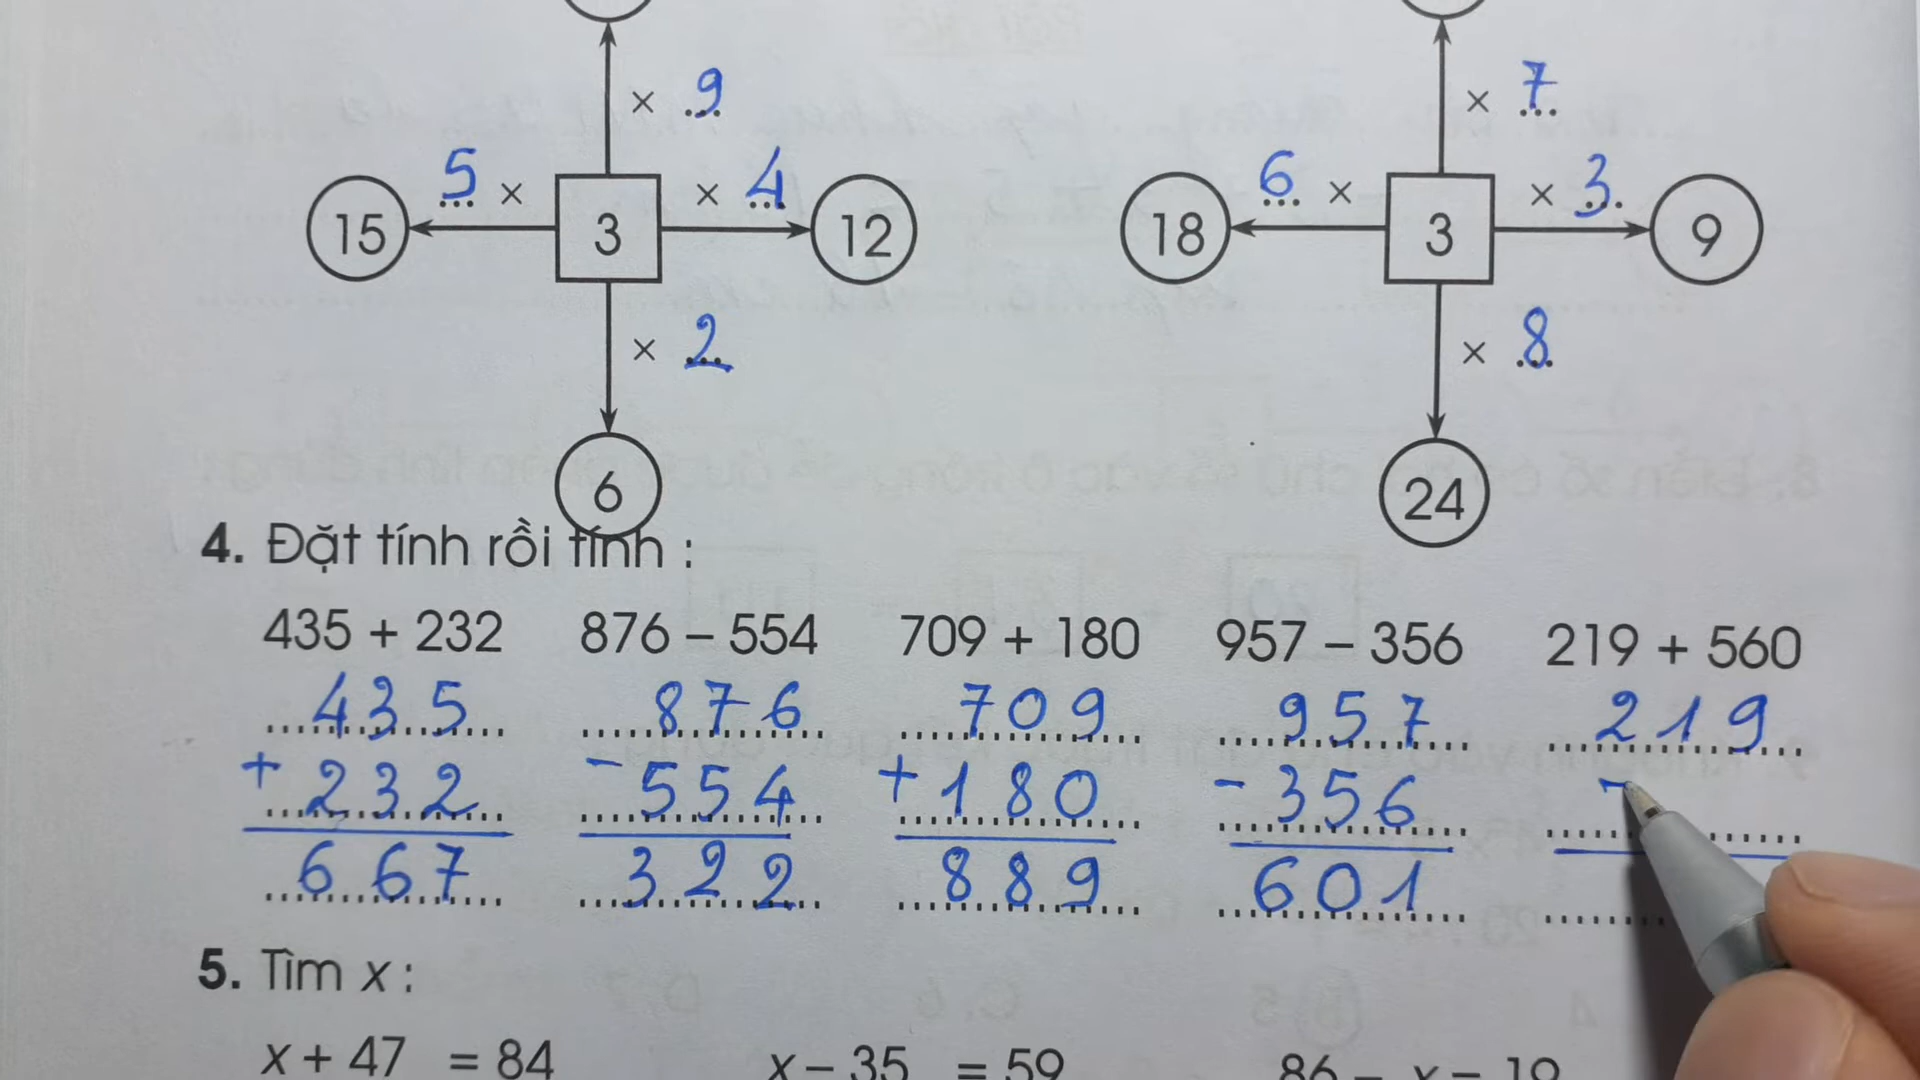 × 9 × 7
5 × × 4 6 × × 3
15 3 12 18 3 9
× 2 × 8
6 24
4. Đặt tính rồi tính :
435 + 232 876 – 554 709 + 180 957 – 356 219 + 560
435 876 709 957 219
+ 232 - 554 + 180 - 356
667 322 889 601
5. Tìm x :
x + 47 = 84 x – 35 = 59 86 – x = 19